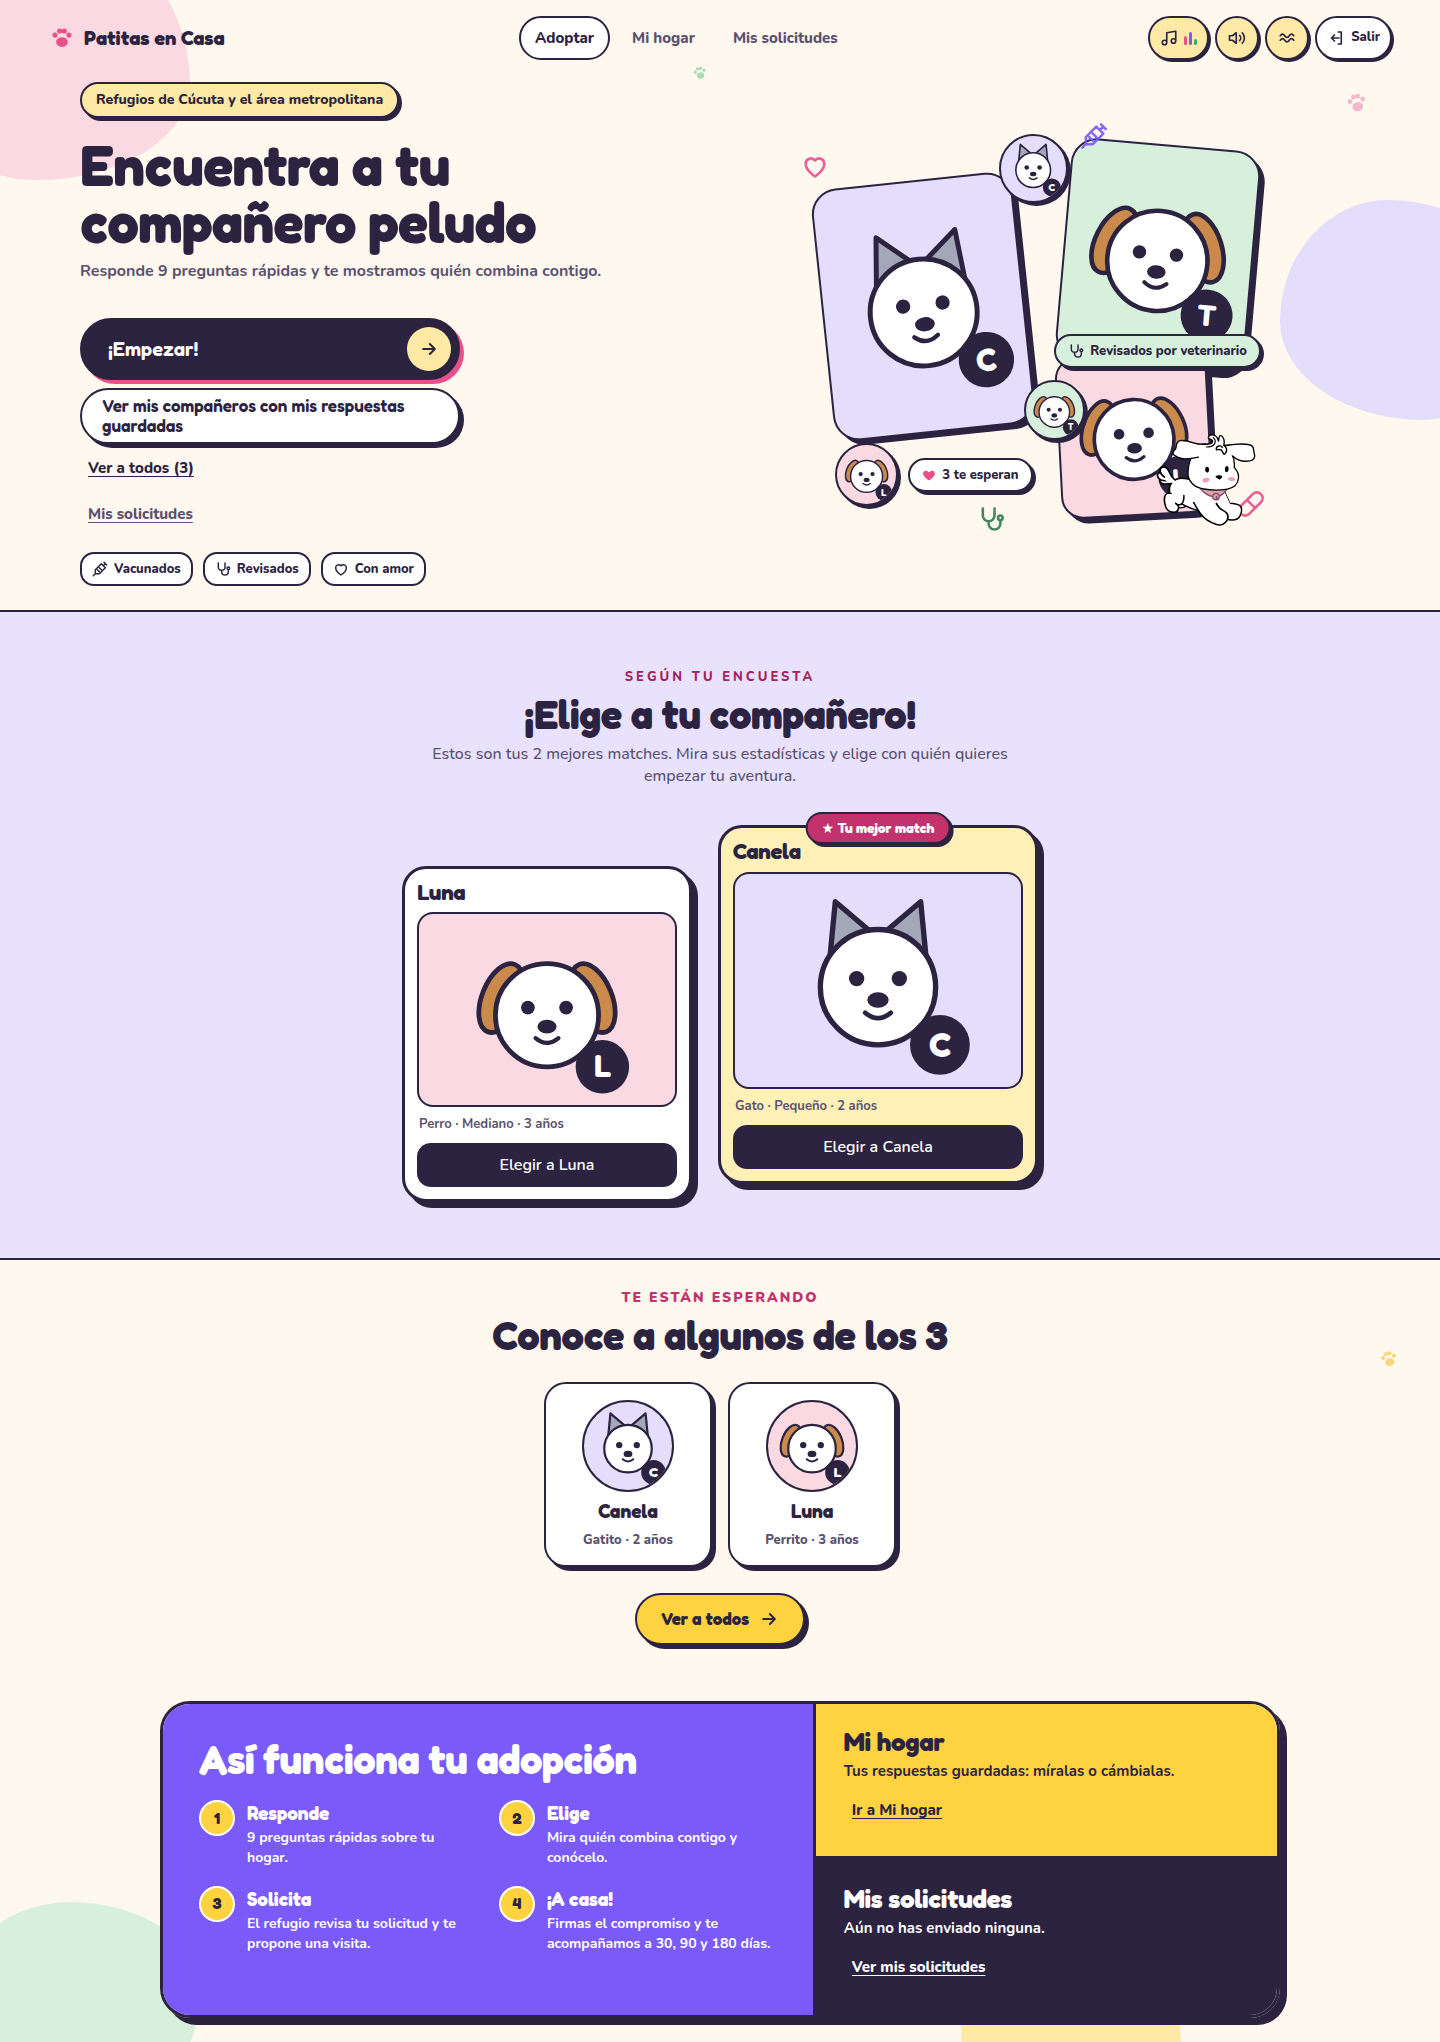 Patitas en Casa
Adoptar
Mi hogar
Mis solicitudes
Salir
Refugios de Cúcuta y el área metropolitana
Encuentra a tu
compañero peludo
Responde 9 preguntas rápidas y te mostramos quién combina contigo.
¡Empezar!
Ver mis compañeros con mis respuestas
guardadas
Ver a todos (3)
Mis solicitudes
Vacunados
Revisados
Con amor
C
C
T
Revisados por veterinario
T
L
3 te esperan
SEGÚN TU ENCUESTA
¡Elige a tu compañero!
Estos son tus 2 mejores matches. Mira sus estadísticas y elige con quién quieres
empezar tu aventura.
Luna
L
Perro · Mediano · 3 años
Elegir a Luna
★ Tu mejor match
Canela
C
Gato · Pequeño · 2 años
Elegir a Canela
TE ESTÁN ESPERANDO
Conoce a algunos de los 3
C
Canela
Gatito · 2 años
L
Luna
Perrito · 3 años
Ver a todos
Así funciona tu adopción
1
Responde
9 preguntas rápidas sobre tu
hogar.
2
Elige
Mira quién combina contigo y
conócelo.
3
Solicita
El refugio revisa tu solicitud y te
propone una visita.
4
¡A casa!
Firmas el compromiso y te
acompañamos a 30, 90 y 180 días.
Mi hogar
Tus respuestas guardadas: míralas o cámbialas.
Ir a Mi hogar
Mis solicitudes
Aún no has enviado ninguna.
Ver mis solicitudes